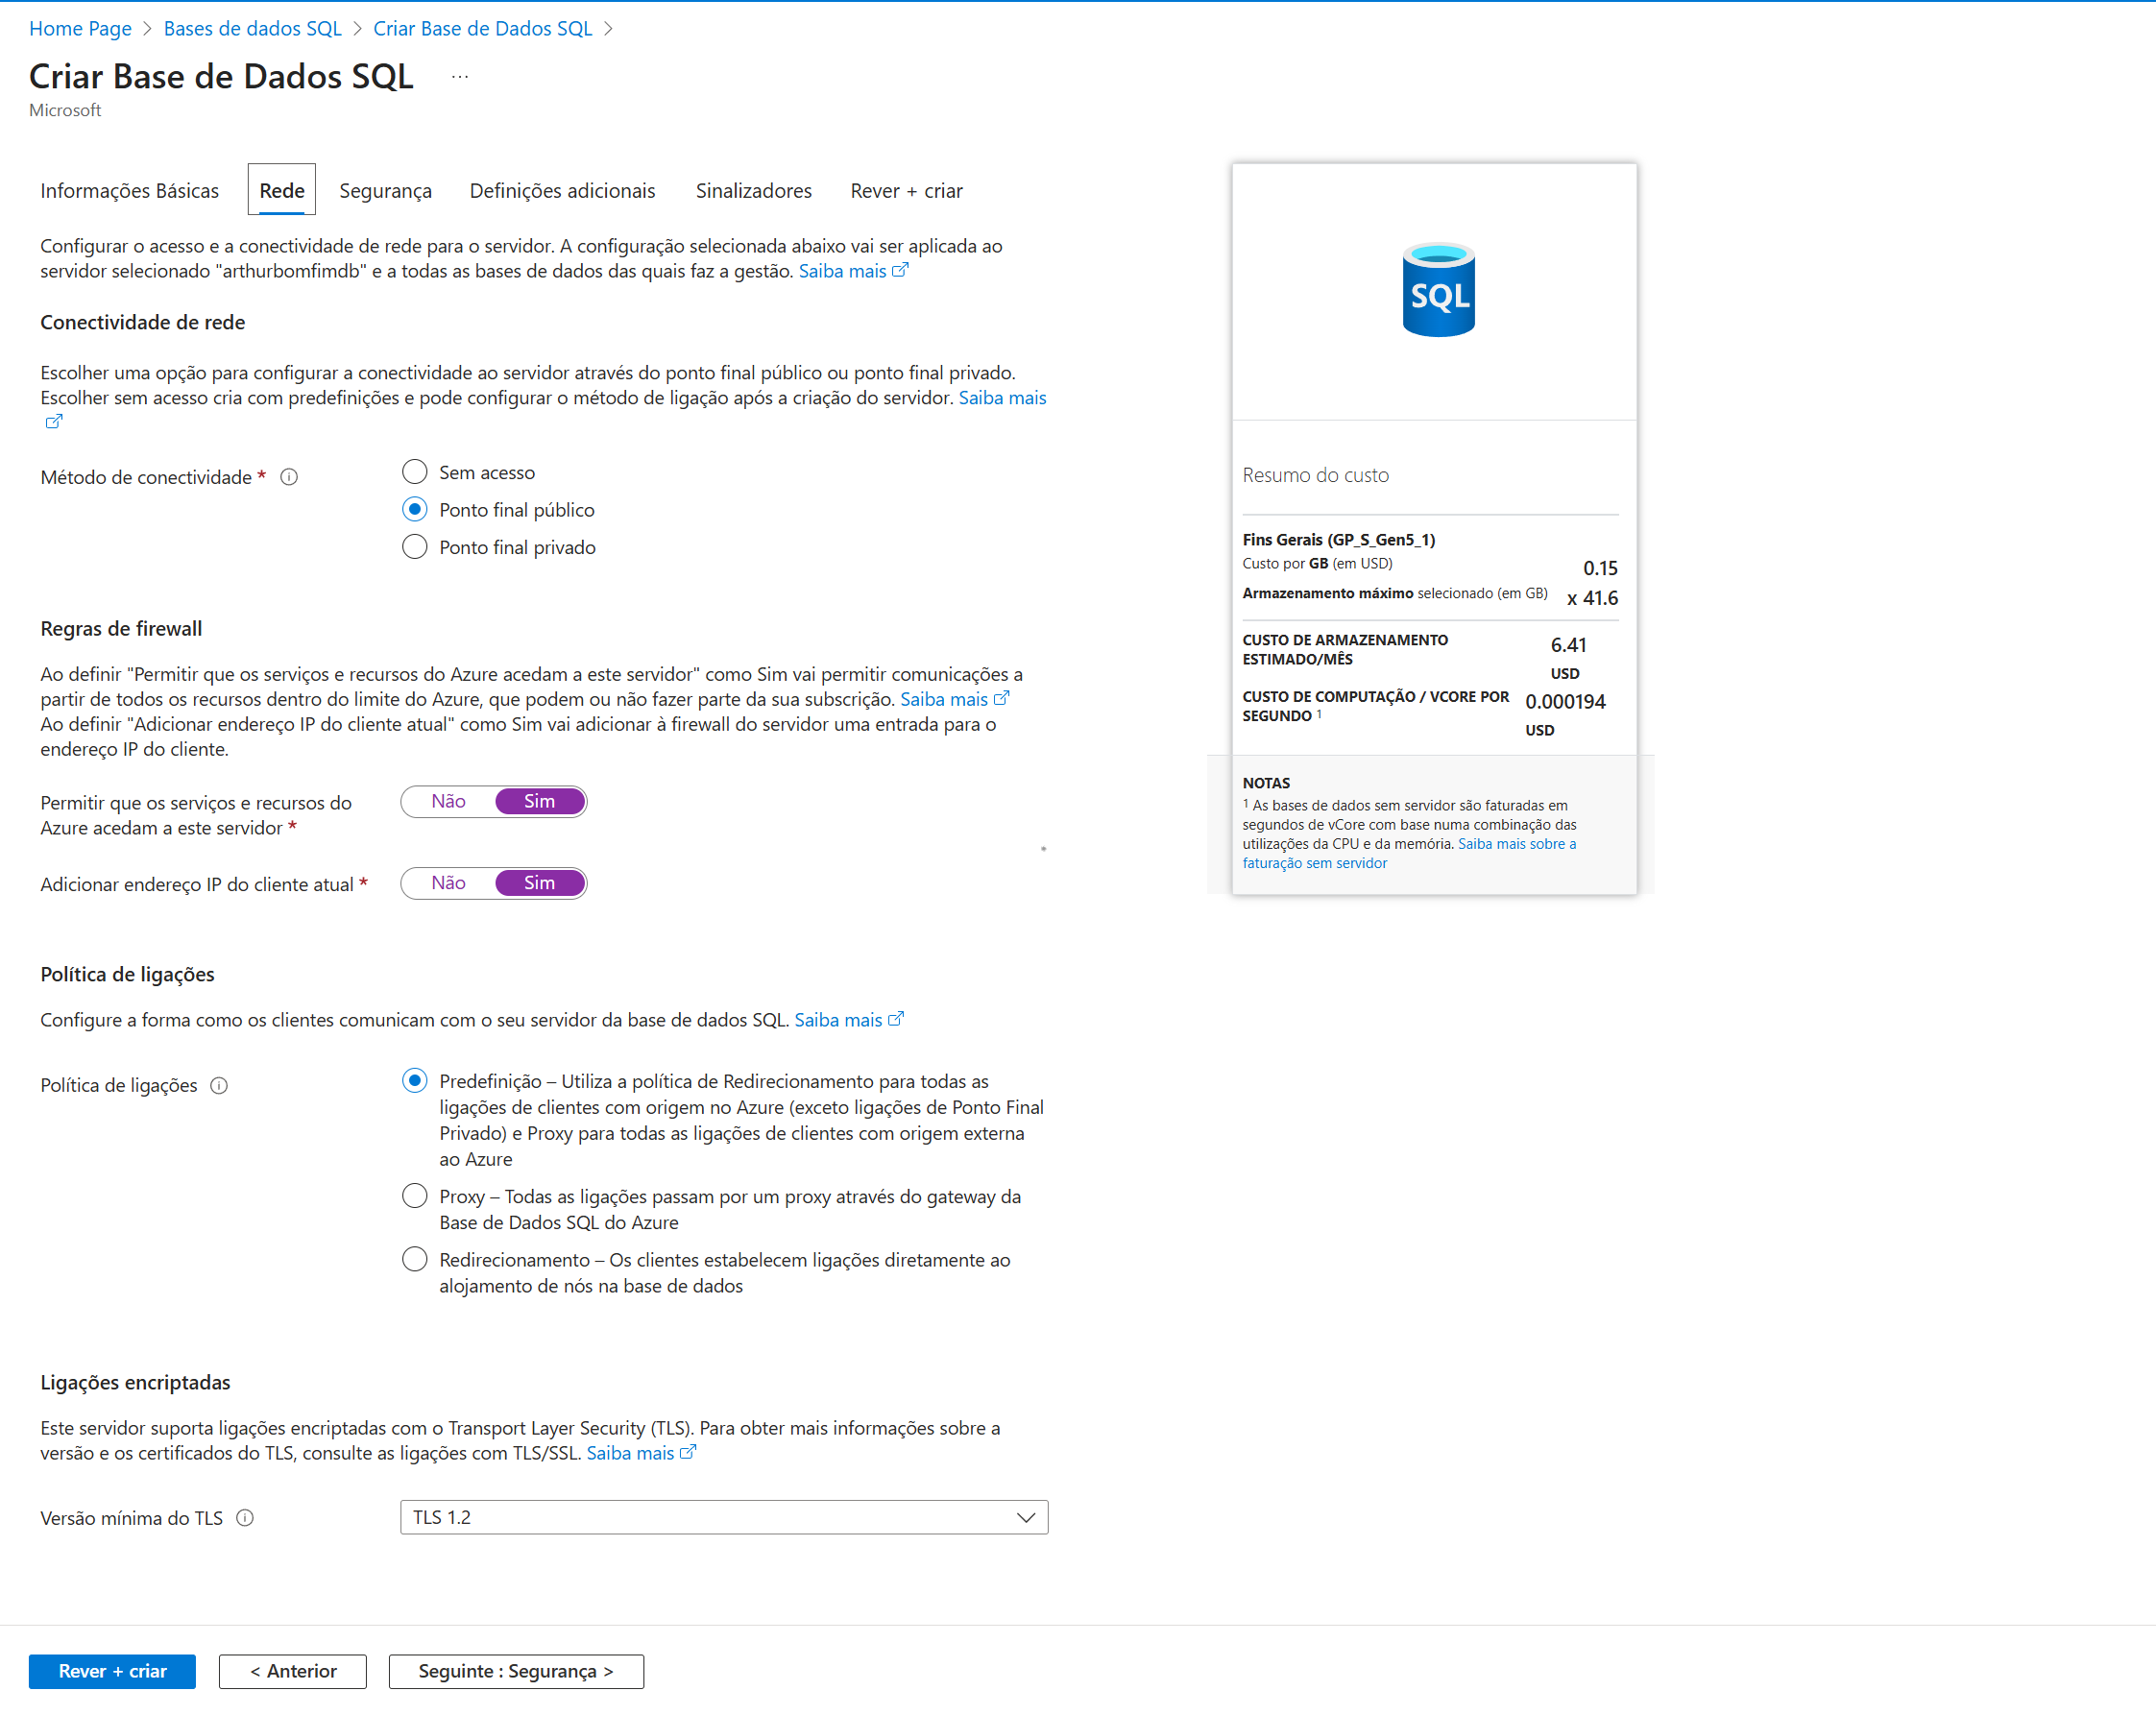 Home Page > Bases de dados SQL > Criar Base de Dados SQL >
Criar Base de Dados SQL ...
Microsoft
Informações Básicas Rede Segurança Definições adicionais Sinalizadores Rever + criar
Configurar o acesso e a conectividade de rede para o servidor. A configuração selecionada abaixo vai ser aplicada ao
servidor selecionado "arthurbomfimdb" e a todas as bases de dados das quais faz a gestão. Saiba mais
Conectividade de rede
Escolher uma opção para configurar a conectividade ao servidor através do ponto final público ou ponto final privado.
Escolher sem acesso cria com predefinições e pode configurar o método de ligação após a criação do servidor. Saiba mais
Método de conectividade *
Sem acesso
Ponto final público
Ponto final privado
Regras de firewall
Ao definir "Permitir que os serviços e recursos do Azure acedam a este servidor" como Sim vai permitir comunicações a
partir de todos os recursos dentro do limite do Azure, que podem ou não fazer parte da sua subscrição. Saiba mais
Ao definir "Adicionar endereço IP do cliente atual" como Sim vai adicionar à firewall do servidor uma entrada para o
endereço IP do cliente.
Permitir que os serviços e recursos do
Azure acedam a este servidor *
Não Sim
Adicionar endereço IP do cliente atual *
Não Sim
Política de ligações
Configure a forma como os clientes comunicam com o seu servidor da base de dados SQL. Saiba mais
Política de ligações
Predefinição – Utiliza a política de Redirecionamento para todas as
ligações de clientes com origem no Azure (exceto ligações de Ponto Final
Privado) e Proxy para todas as ligações de clientes com origem externa
ao Azure
Proxy – Todas as ligações passam por um proxy através do gateway da
Base de Dados SQL do Azure
Redirecionamento – Os clientes estabelecem ligações diretamente ao
alojamento de nós na base de dados
Ligações encriptadas
Este servidor suporta ligações encriptadas com o Transport Layer Security (TLS). Para obter mais informações sobre a
versão e os certificados do TLS, consulte as ligações com TLS/SSL. Saiba mais
Versão mínima do TLS
TLS 1.2
SQL
Resumo do custo
Fins Gerais (GP_S_Gen5_1)
Custo por GB (em USD) 0.15
Armazenamento máximo selecionado (em GB) x 41.6
CUSTO DE ARMAZENAMENTO
ESTIMADO/MÊS
6.41
USD
CUSTO DE COMPUTAÇÃO / VCORE POR
SEGUNDO ¹
0.000194
USD
NOTAS
¹ As bases de dados sem servidor são faturadas em
segundos de vCore com base numa combinação das
utilizações da CPU e da memória. Saiba mais sobre a
faturação sem servidor
Rever + criar < Anterior Seguinte : Segurança >